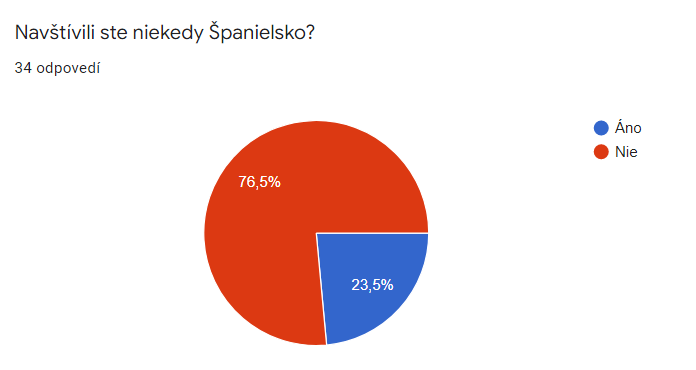 Navštívili ste niekedy Španielsko?
34 odpovedí
Áno
Nie
76,5%
23,5%